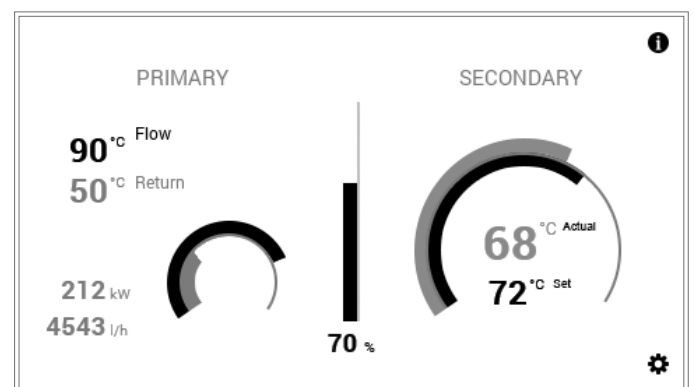 PRIMARY
90 °C Flow
50 °C Return
212 kW
4543 l/h
70 %
SECONDARY
68 °C Actual
72 °C Set